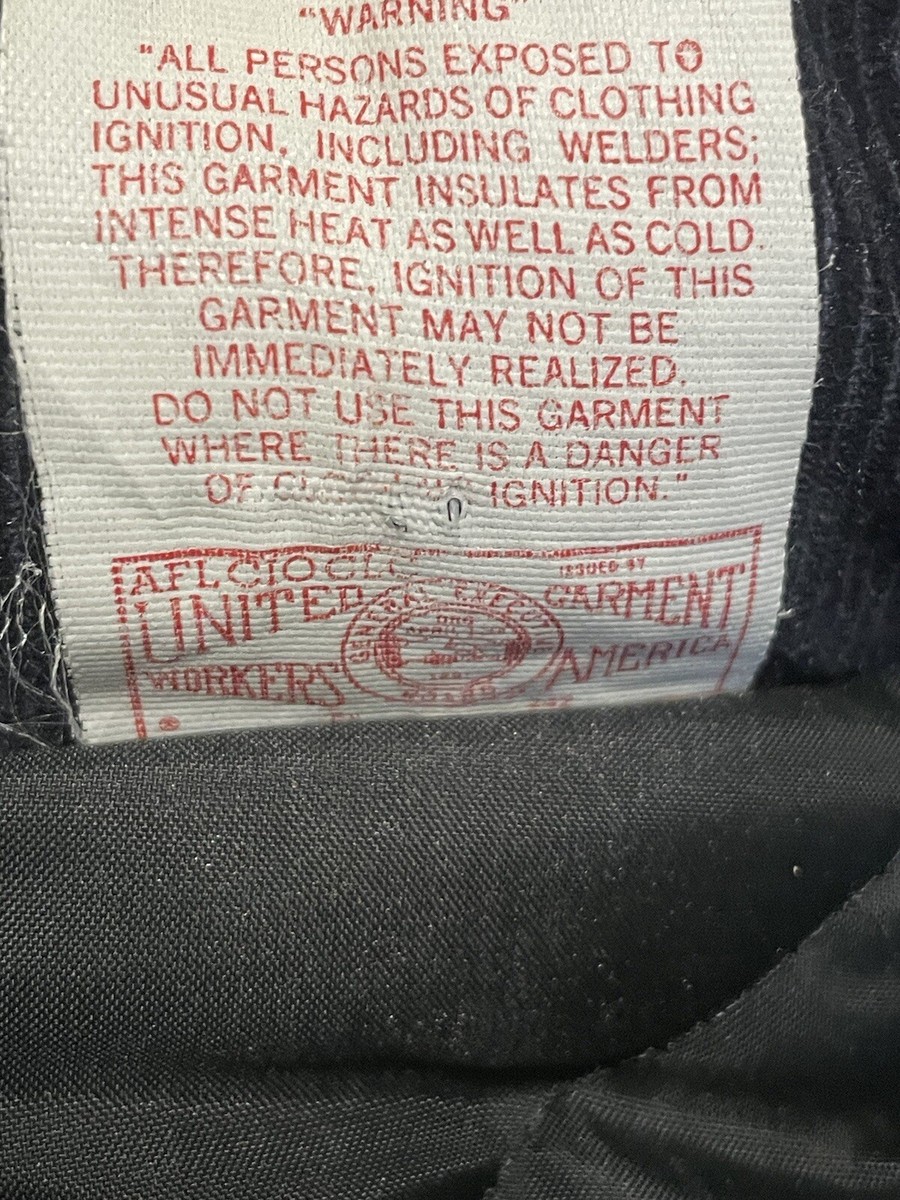 "WARNING"
"ALL PERSONS EXPOSED TO
UNUSUAL HAZARDS OF CLOTHING
IGNITION, INCLUDING WELDERS;
THIS GARMENT INSULATES FROM
INTENSE HEAT AS WELL AS COLD.
THEREFORE, IGNITION OF THIS
GARMENT MAY NOT BE
IMMEDIATELY REALIZED.
DO NOT USE THIS GARMENT
WHERE THERE IS A DANGER
OF IGNITION."
AFL CIO
ISSUED BY
UNITED GARMENT
WORKERS AMERICA
GENERAL
®